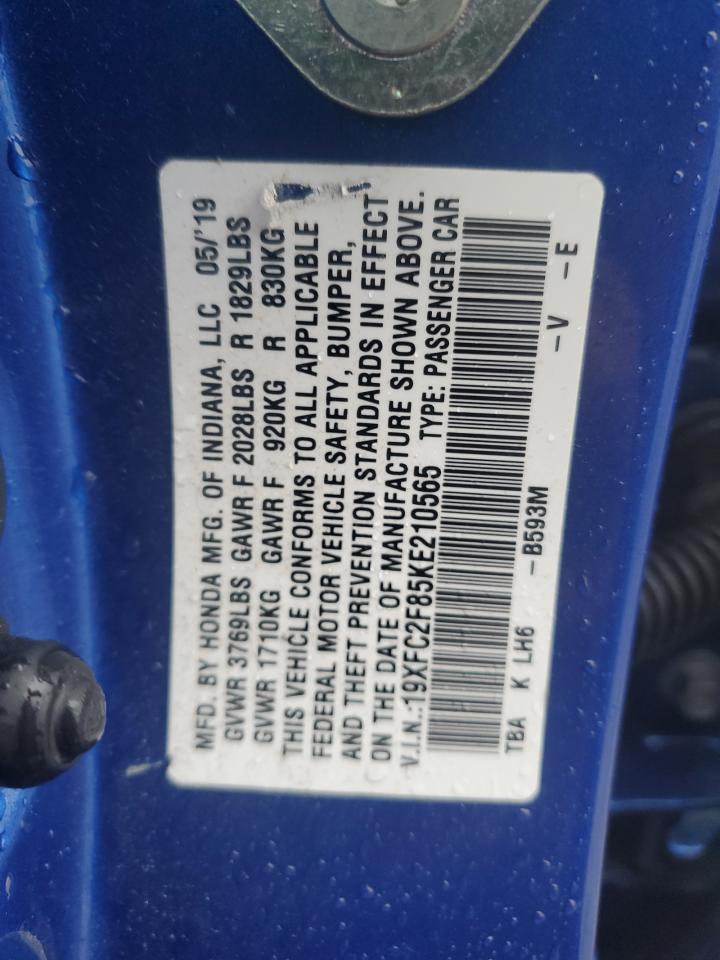 MFD. BY HONDA MFG. OF INDIANA, LLC 05/'19
GVWR 3769LBS GAWR F 2028LBS R 1829LBS
GVWR 1710KG GAWR F 920KG R 830KG
THIS VEHICLE CONFORMS TO ALL APPLICABLE
FEDERAL MOTOR VEHICLE SAFETY, BUMPER,
AND THEFT PREVENTION STANDARDS IN EFFECT
ON THE DATE OF MANUFACTURE SHOWN ABOVE.
V.I.N.:19XFC2F85KE210565 TYPE: PASSENGER CAR
TBA K LH6 -B593M -V -E